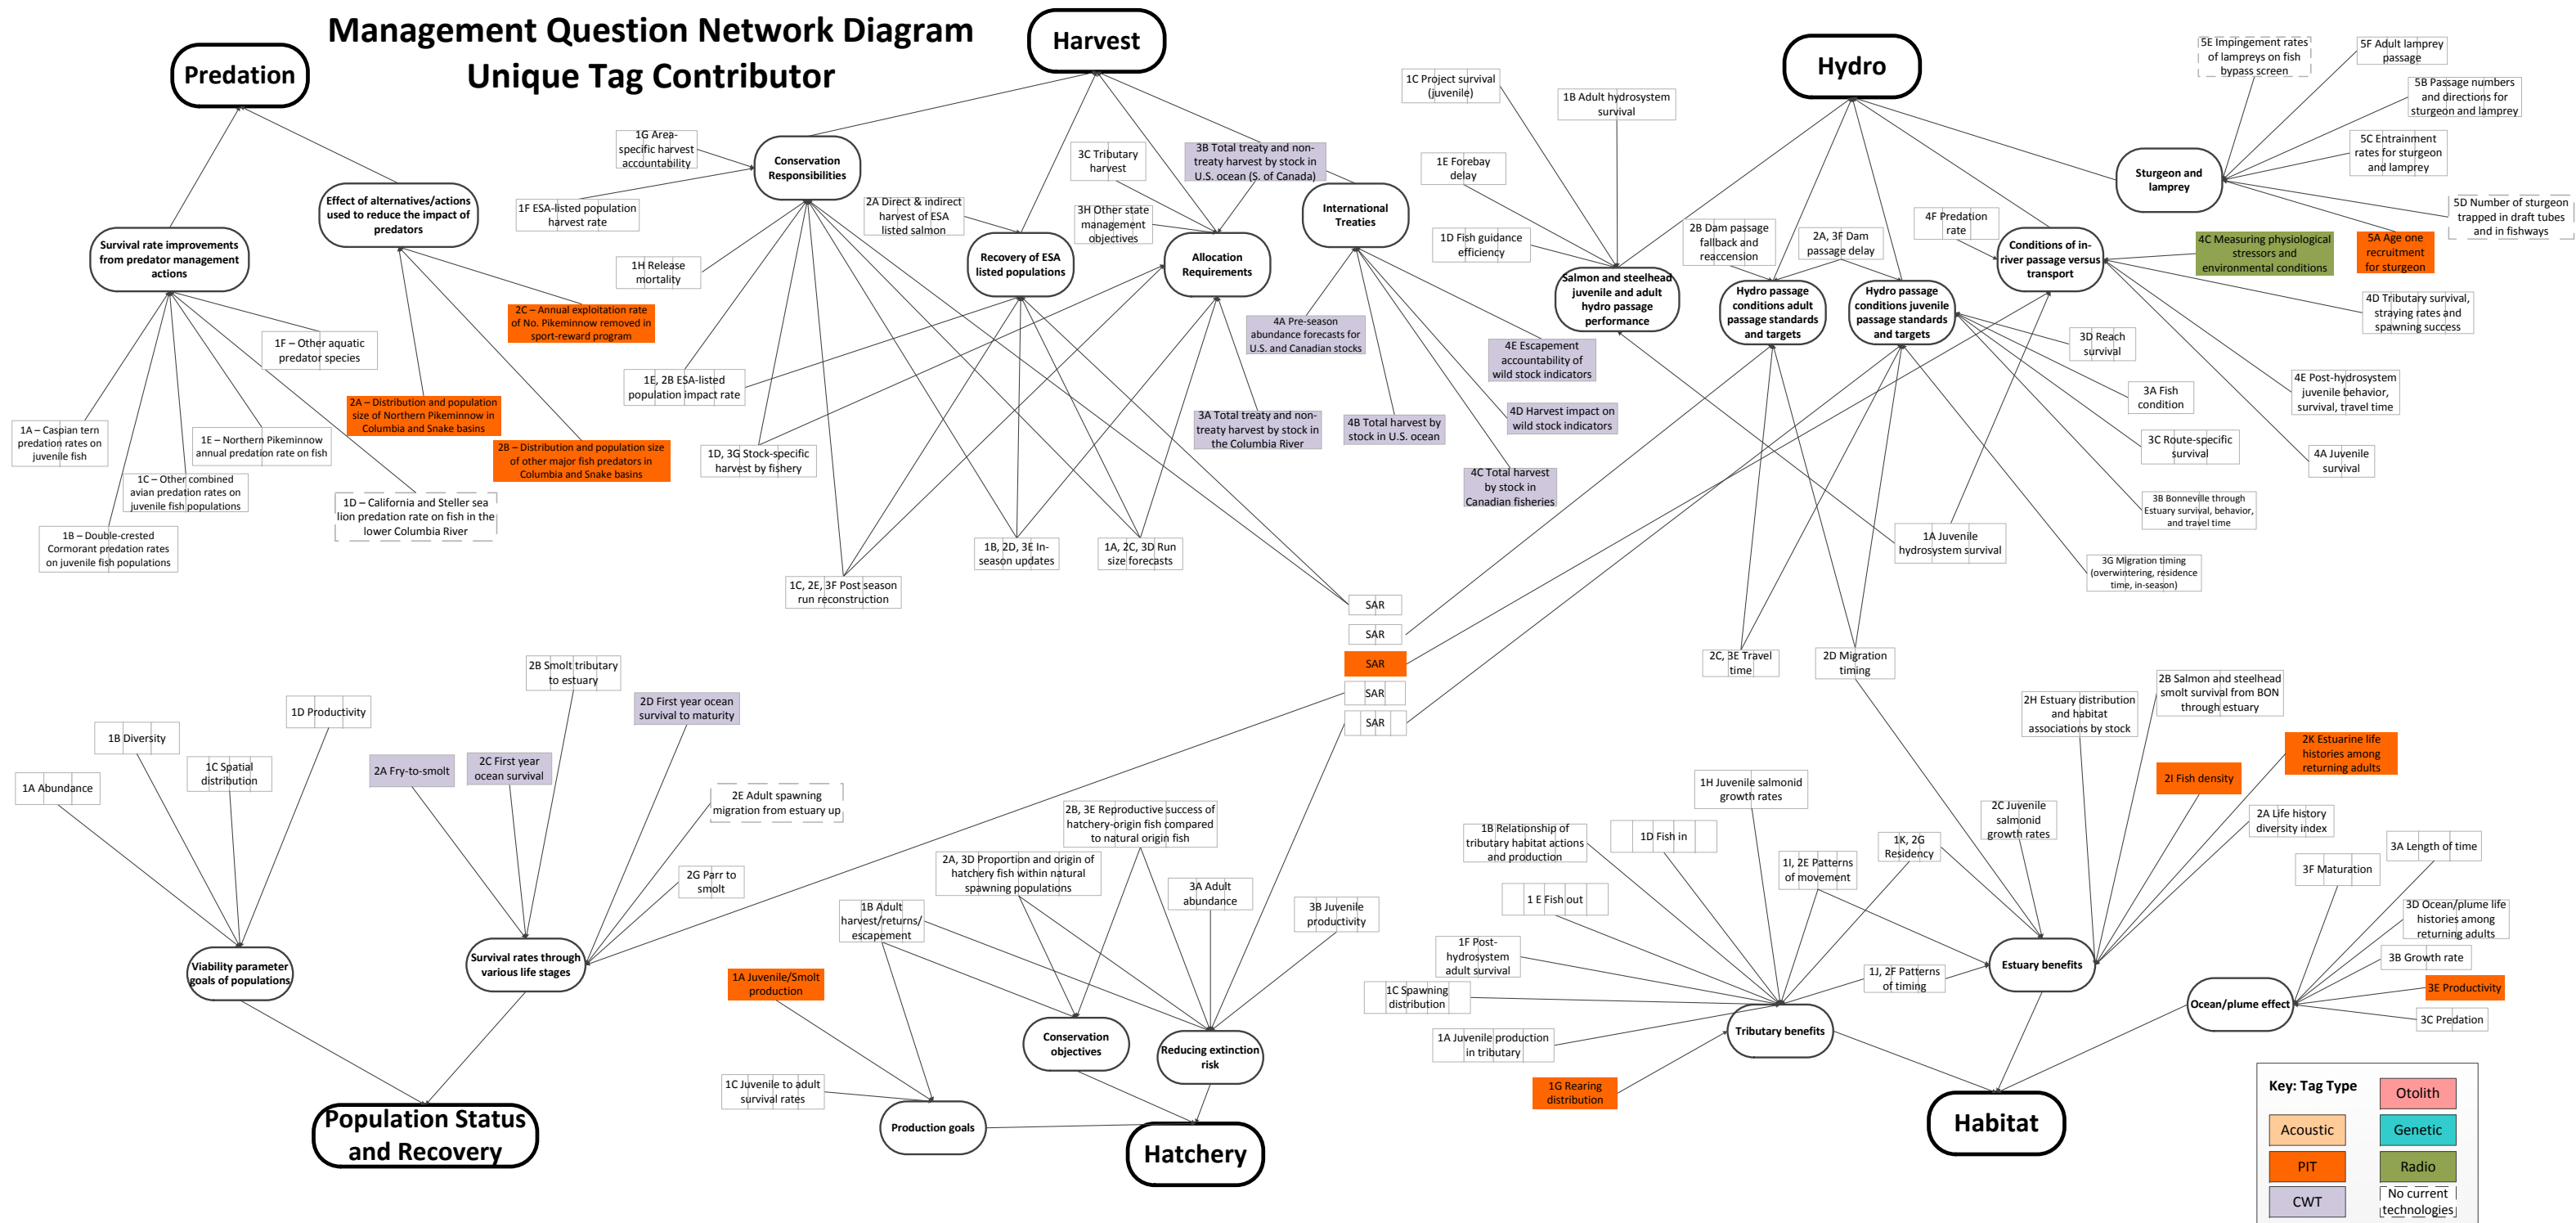 Management Question Network Diagram
Unique Tag Contributor
Predation
Harvest
Hydro
Survival rate improvements
from predator management
actions
Effect of alternatives/actions
used to reduce the impact of
predators
1A – Caspian tern
predation rates on
juvenile fish
1B – Double-crested
Cormorant predation rates
on juvenile fish populations
1C – Other combined
avian predation rates on
juvenile fish populations
1E – Northern Pikeminnow
annual predation rate on fish
1F – Other aquatic
predator species
1D – California and Steller sea
lion predation rate on fish in the
lower Columbia River
2A – Distribution and population
size of Northern Pikeminnow in
Columbia and Snake basins
2B – Distribution and population size
of other major fish predators in
Columbia and Snake basins
2C – Annual exploitation rate
of No. Pikeminnow removed in
sport-reward program
Conservation
Responsibilities
Recovery of ESA
listed populations
Allocation
Requirements
International
Treaties
1G Area-
specific harvest
accountability
1F ESA-listed population
harvest rate
1H Release
mortality
1E, 2B ESA-listed
population impact rate
1D, 3G Stock-specific
harvest by fishery
1C, 2E, 3F Post season
run reconstruction
2A Direct & indirect
harvest of ESA
listed salmon
3C Tributary
harvest
3H Other state
management
objectives
3B Total treaty and non-
treaty harvest by stock in
U.S. ocean (S. of Canada)
1B, 2D, 3E In-
season updates
1A, 2C, 3D Run
size forecasts
3A Total treaty and non-
treaty harvest by stock in
the Columbia River
4A Pre-season
abundance forecasts for
U.S. and Canadian stocks
4B Total harvest by
stock in U.S. ocean
4C Total harvest
by stock in
Canadian fisheries
4D Harvest impact on
wild stock indicators
4E Escapement
accountability of
wild stock indicators
1C Project survival
(juvenile)
1B Adult hydrosystem
survival
1E Forebay
delay
1D Fish guidance
efficiency
Salmon and steelhead
juvenile and adult
hydro passage
performance
2B Dam passage
fallback and
reaccension
2A, 3F Dam
passage delay
Hydro passage
conditions adult
passage standards
and targets
Hydro passage
conditions juvenile
passage standards
and targets
4F Predation
rate
Conditions of in-
river passage versus
transport
Sturgeon and
lamprey
5E Impingement rates
of lampreys on fish
bypass screen
5F Adult lamprey
passage
5B Passage numbers
and directions for
sturgeon and lamprey
5C Entrainment
rates for sturgeon
and lamprey
5D Number of sturgeon
trapped in draft tubes
and in fishways
5A Age one
recruitment
for sturgeon
4C Measuring physiological
stressors and
environmental conditions
4D Tributary survival,
straying rates and
spawning success
4E Post-hydrosystem
juvenile behavior,
survival, travel time
4A Juvenile
survival
3D Reach
survival
3A Fish
condition
3C Route-specific
survival
3B Bonneville through
Estuary survival, behavior,
and travel time
3G Migration timing
(overwintering, residence
time, in-season)
1A Juvenile
hydrosystem survival
2C, 3E Travel
time
2D Migration
timing
SAR
SAR
SAR
SAR
SAR
1A Abundance
1B Diversity
1C Spatial
distribution
1D Productivity
Viability parameter
goals of populations
2A Fry-to-smolt
2C First year
ocean survival
2B Smolt tributary
to estuary
2D First year ocean
survival to maturity
2E Adult spawning
migration from estuary up
2G Parr to
smolt
Survival rates through
various life stages
Population Status
and Recovery
1A Juvenile/Smolt
production
1B Adult
harvest/returns/
escapement
1C Juvenile to adult
survival rates
2A, 3D Proportion and origin of
hatchery fish within natural
spawning populations
2B, 3E Reproductive success of
hatchery-origin fish compared
to natural origin fish
3A Adult
abundance
3B Juvenile
productivity
Conservation
objectives
Reducing extinction
risk
Production goals
Hatchery
1H Juvenile salmonid
growth rates
1B Relationship of
tributary habitat actions
and production
1D Fish in
1 E Fish out
1F Post-
hydrosystem
adult survival
1C Spawning
distribution
1A Juvenile production
in tributary
1G Rearing
distribution
1I, 2E Patterns
of movement
1K, 2G
Residency
1J, 2F Patterns
of timing
Tributary benefits
2C Juvenile
salmonid
growth rates
2H Estuary distribution
and habitat
associations by stock
2B Salmon and steelhead
smolt survival from BON
through estuary
2I Fish density
2K Estuarine life
histories among
returning adults
2A Life history
diversity index
Estuary benefits
3F Maturation
3A Length of time
3D Ocean/plume life
histories among
returning adults
3B Growth rate
3E Productivity
3C Predation
Ocean/plume effect
Habitat
Key: Tag Type
Otolith
Acoustic
Genetic
PIT
Radio
CWT
No current
technologies